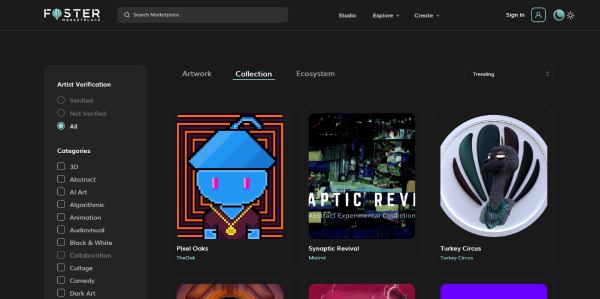 FOSTER
MARKETPLACE
Search Marketplace
Studio
Explore
Create
Sign In
Artist Verification
Verified
Not Verified
All
Categories
3D
Abstract
AI Art
Algorithmic
Animation
Audiovisual
Black & White
Collaboration
Collage
Comedy
Dark Art
Artwork
Collection
Ecosystem
Trending
APTIC REVI
Abstract Experimental Collection
Pixel Oaks
TheOak
Synaptic Revival
Mixtrot
Turkey Circus
Turkey Circus